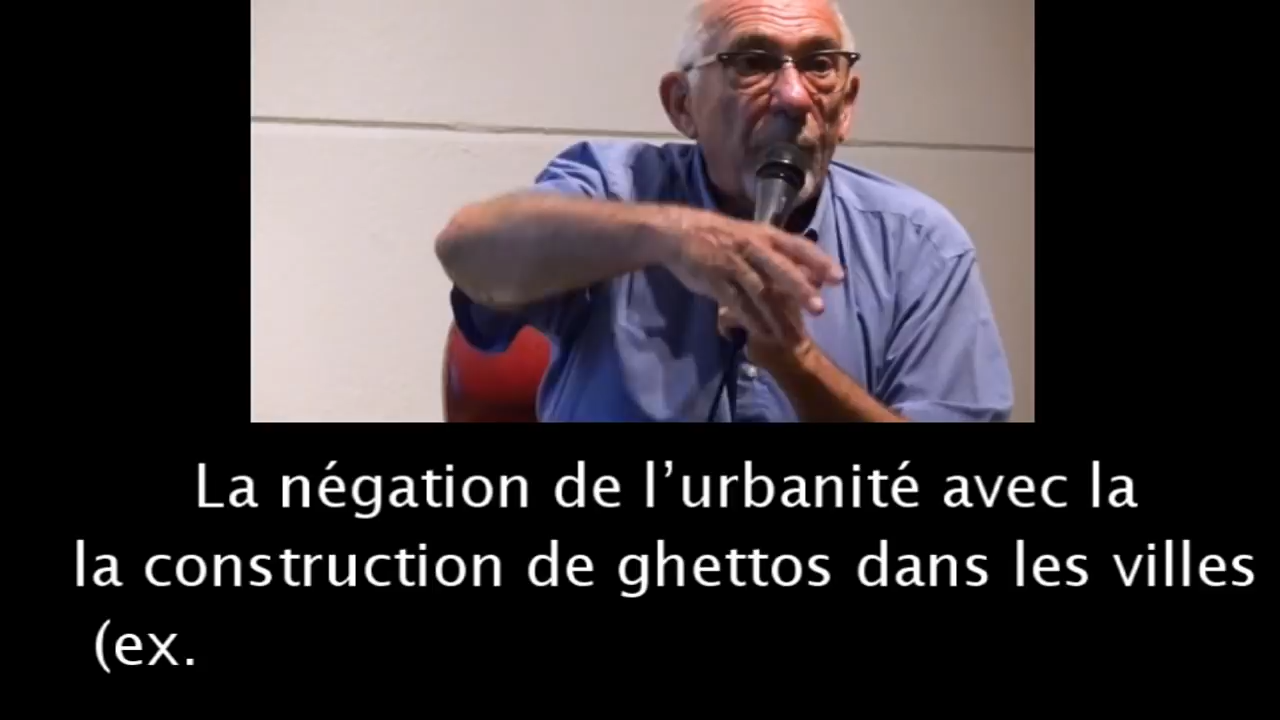 La négation de l’urbanité avec la
la construction de ghettos dans les villes
(ex.